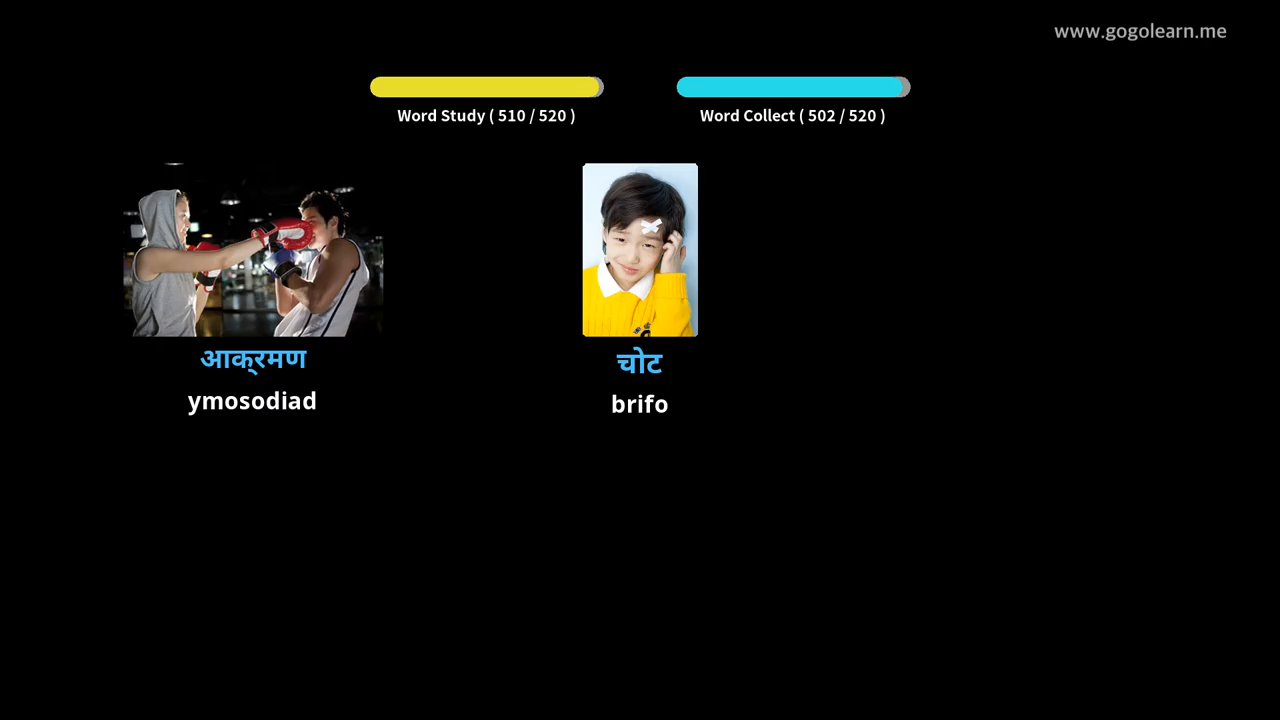 www.gogolearn.me
Word Study ( 510 / 520 )
Word Collect ( 502 / 520 )
आक्रमण
चोट
ymosodiad
brifo